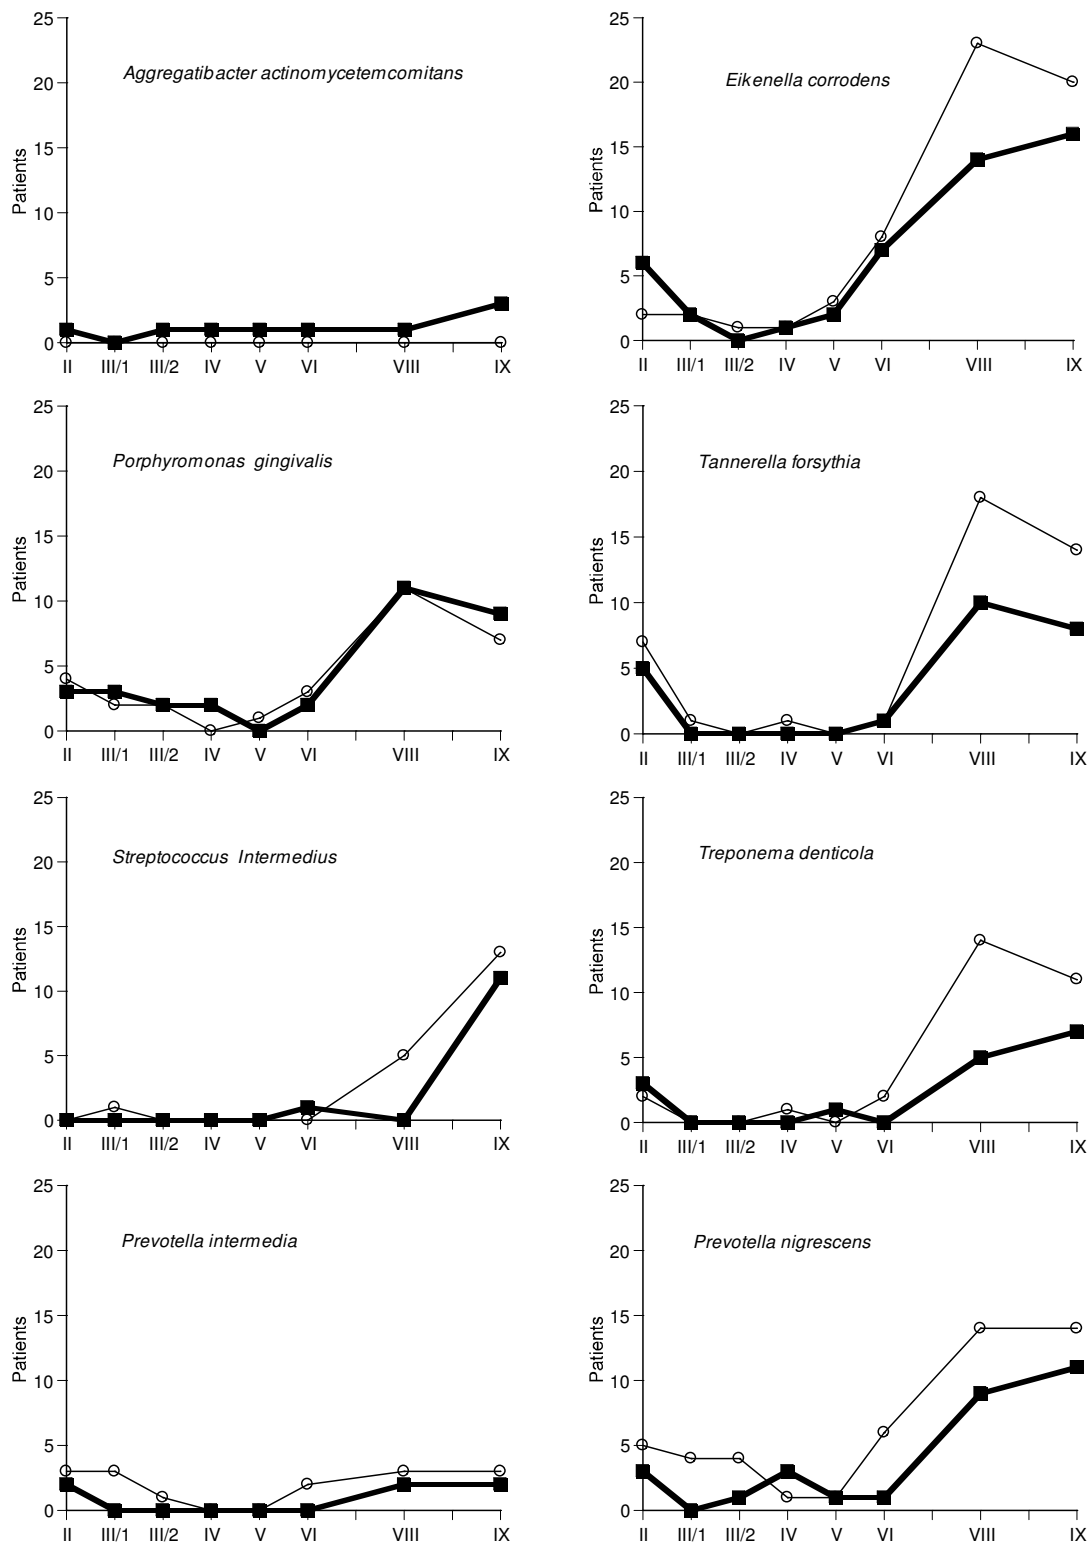 Aggregatibacter actinomycetemcomitans
Patients
25
20
15
10
5
0
II III/1 III/2 IV V VI VIII IX
Eikenella corrodens
Patients
25
20
15
10
5
0
II III/1 III/2 IV V VI VIII IX
Porphyromonas gingivalis
Patients
25
20
15
10
5
0
II III/1 III/2 IV V VI VIII IX
Tannerella forsythia
Patients
25
20
15
10
5
0
II III/1 III/2 IV V VI VIII IX
Streptococcus Intermedius
Patients
25
20
15
10
5
0
II III/1 III/2 IV V VI VIII IX
Treponema denticola
Patients
25
20
15
10
5
0
II III/1 III/2 IV V VI VIII IX
Prevotella intermedia
Patients
25
20
15
10
5
0
II III/1 III/2 IV V VI VIII IX
Prevotella nigrescens
Patients
25
20
15
10
5
0
II III/1 III/2 IV V VI VIII IX